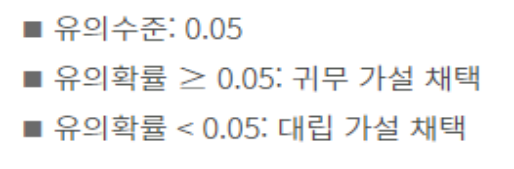 ■ 유의수준: 0.05
■ 유의확률 ≥ 0.05: 귀무 가설 채택
■ 유의확률 < 0.05: 대립 가설 채택